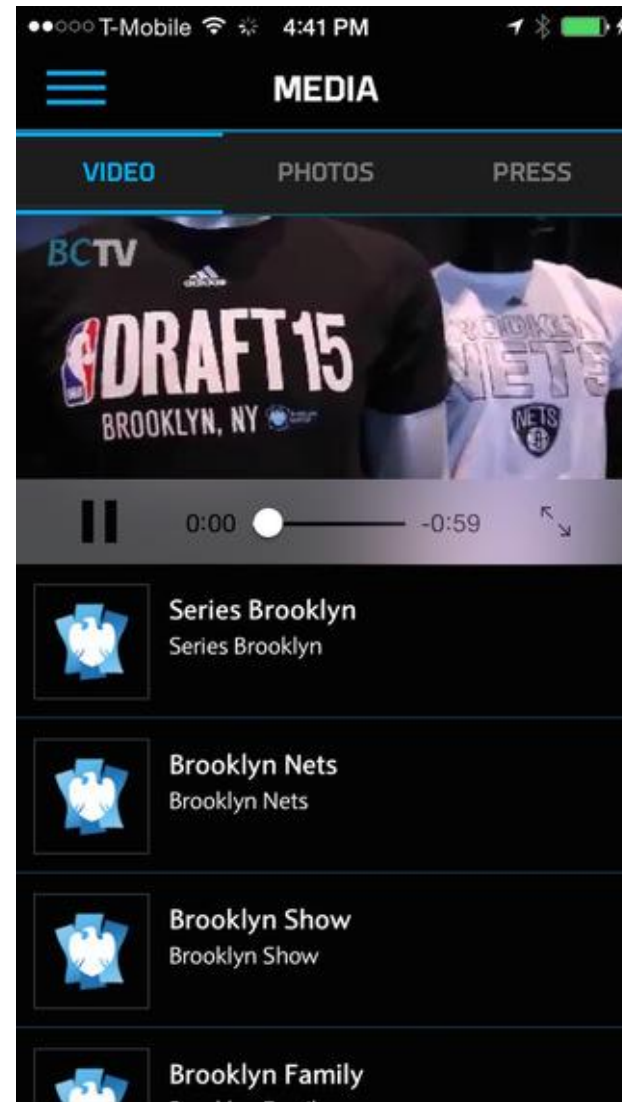 T-Mobile 4:41 PM
MEDIA
VIDEO PHOTOS PRESS
BCTV
adidas
DRAFT15
BROOKLYN, NY
BROOKLYN
NETS
NETS
B
0:00 -0:59
Series Brooklyn
Series Brooklyn
Brooklyn Nets
Brooklyn Nets
Brooklyn Show
Brooklyn Show
Brooklyn Family